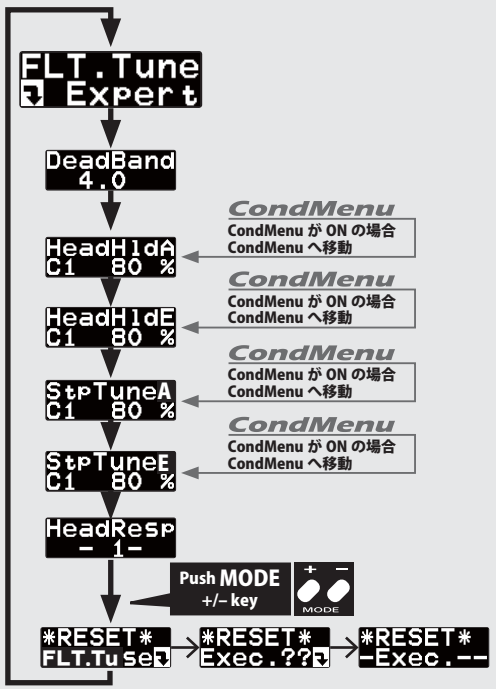 FLT.Tune
Expert
DeadBand
4.0
CondMenu
CondMenu が ON の場合
CondMenu へ移動
HeadHldA
C1 80 %
CondMenu
CondMenu が ON の場合
CondMenu へ移動
HeadHldE
C1 80 %
CondMenu
CondMenu が ON の場合
CondMenu へ移動
StpTuneA
C1 80 %
CondMenu
CondMenu が ON の場合
CondMenu へ移動
StpTuneE
C1 80 %
HeadResp
- 1-
Push MODE
+/– key
+ −
MODE
*RESET*
FLT.Tuse
*RESET*
Exec.??
*RESET*
-Exec.--